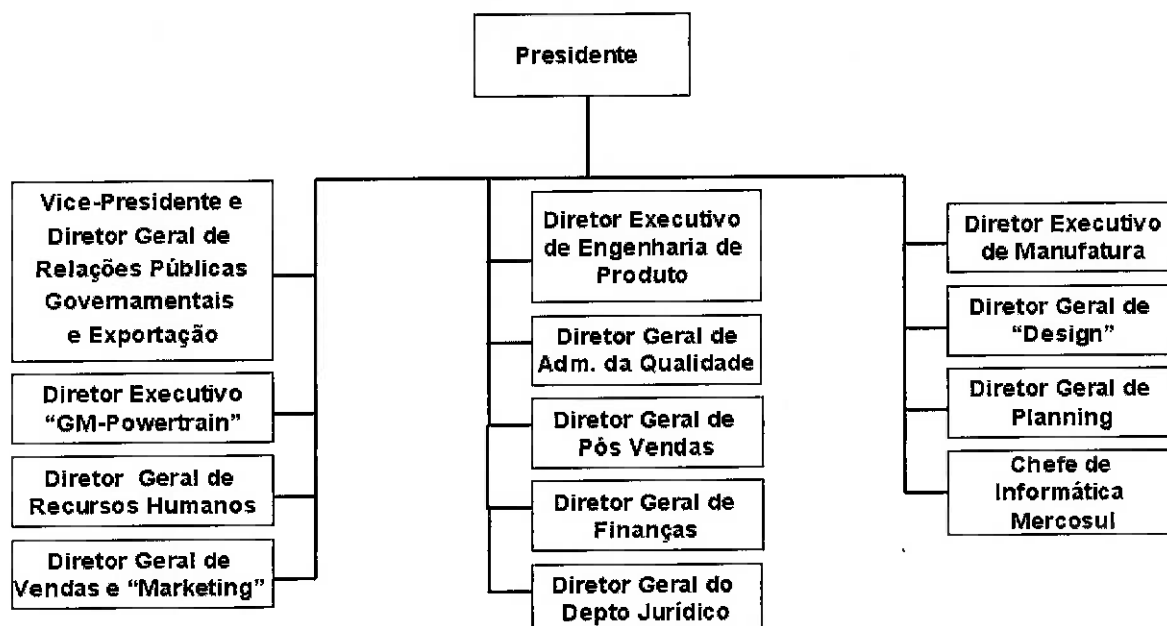 Presidente
Vice-Presidente e
Diretor Geral de
Relações Públicas
Governamentais
e Exportação
Diretor Executivo
“GM-Powertrain”
Diretor Geral de
Recursos Humanos
Diretor Geral de
Vendas e “Marketing”
Diretor Executivo
de Engenharia de
Produto
Diretor Geral de
Adm. da Qualidade
Diretor Geral de
Pós Vendas
Diretor Geral de
Finanças
Diretor Geral do
Depto Jurídico
Diretor Executivo
de Manufatura
Diretor Geral de
“Design”
Diretor Geral de
Planning
Chefe de
Informática
Mercosul